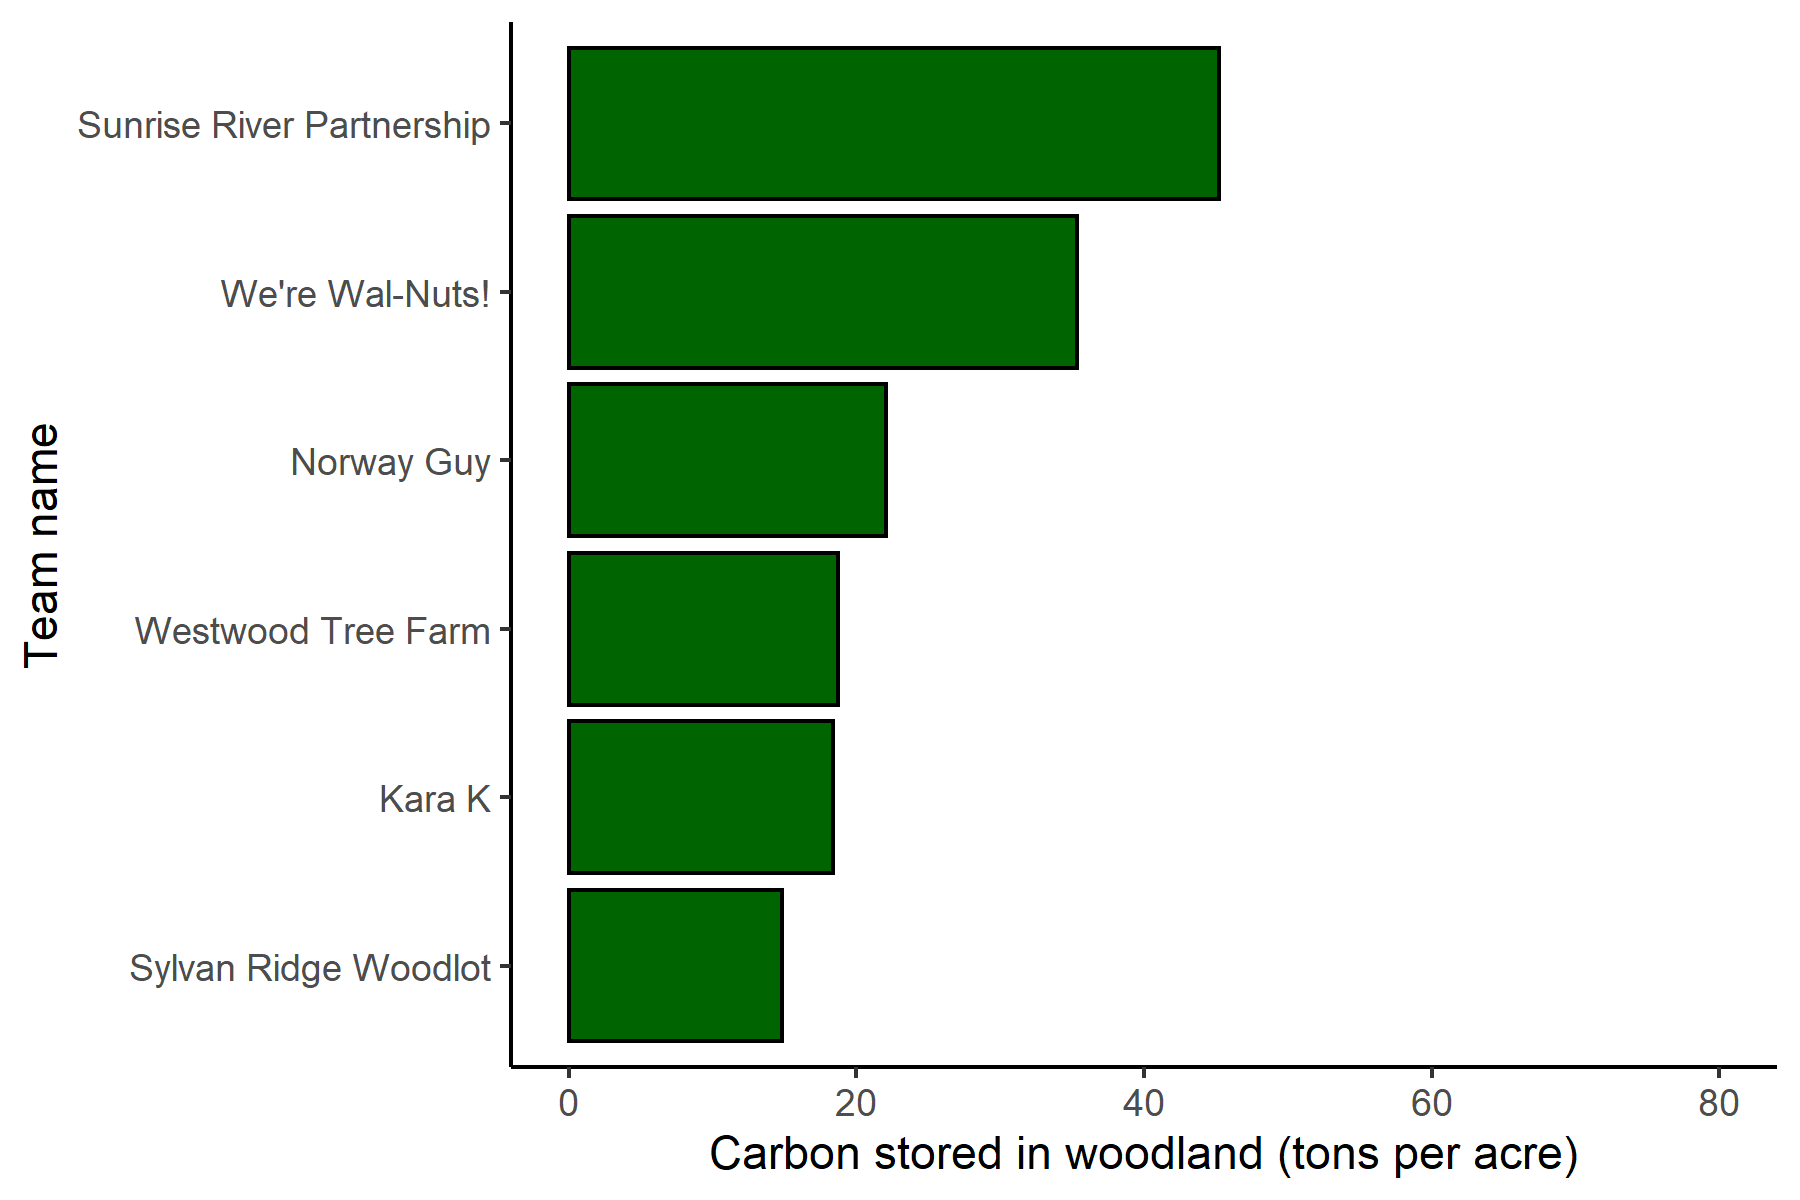 Team name
Sunrise River Partnership
We're Wal-Nuts!
Norway Guy
Westwood Tree Farm
Kara K
Sylvan Ridge Woodlot
0 20 40 60 80
Carbon stored in woodland (tons per acre)